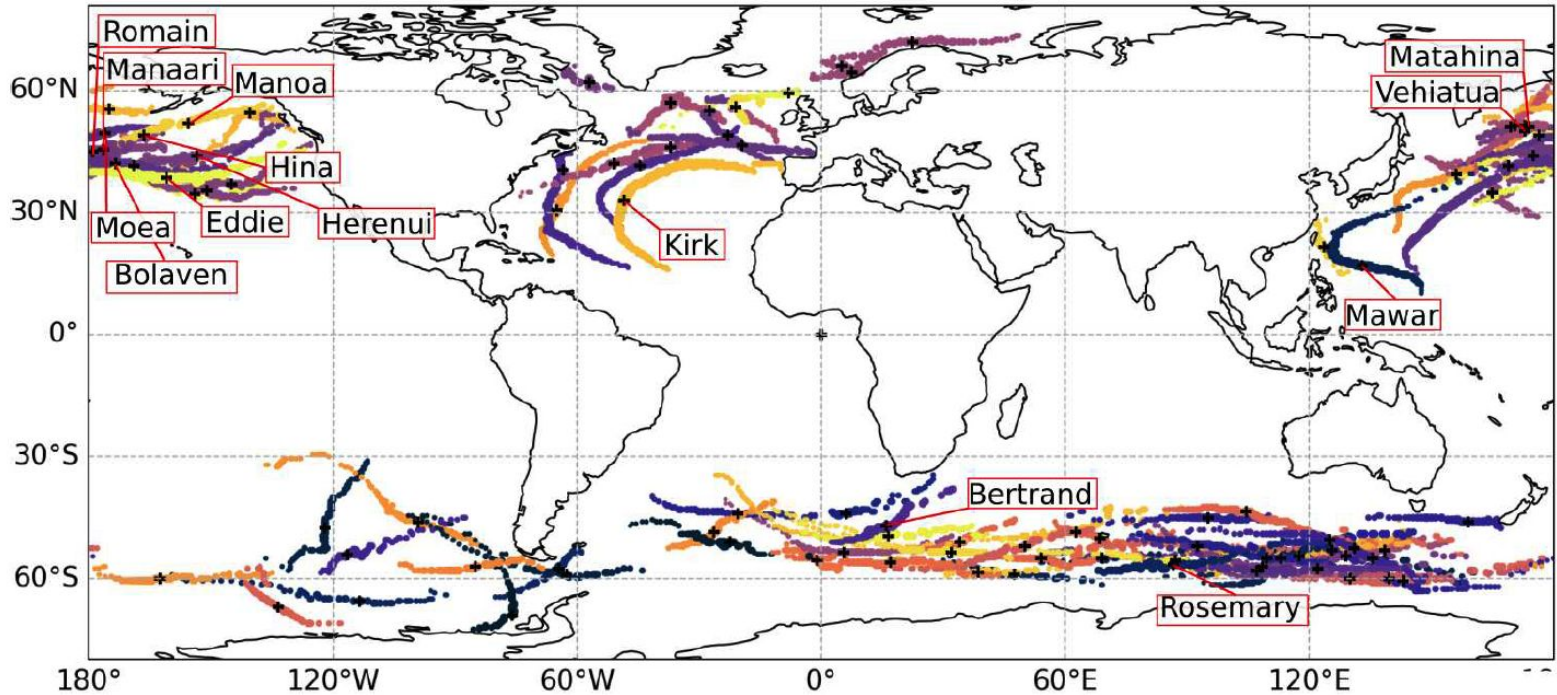 Romain
Manaari
Manoa
Matahina
Vehiatua
60°N
Hina
30°N
Moea
Eddie
Herenui
Kirk
Bolaven
Mawar
0°
30°S
Bertrand
60°S
Rosemary
180°
120°W
60°W
0°
60°E
120°E